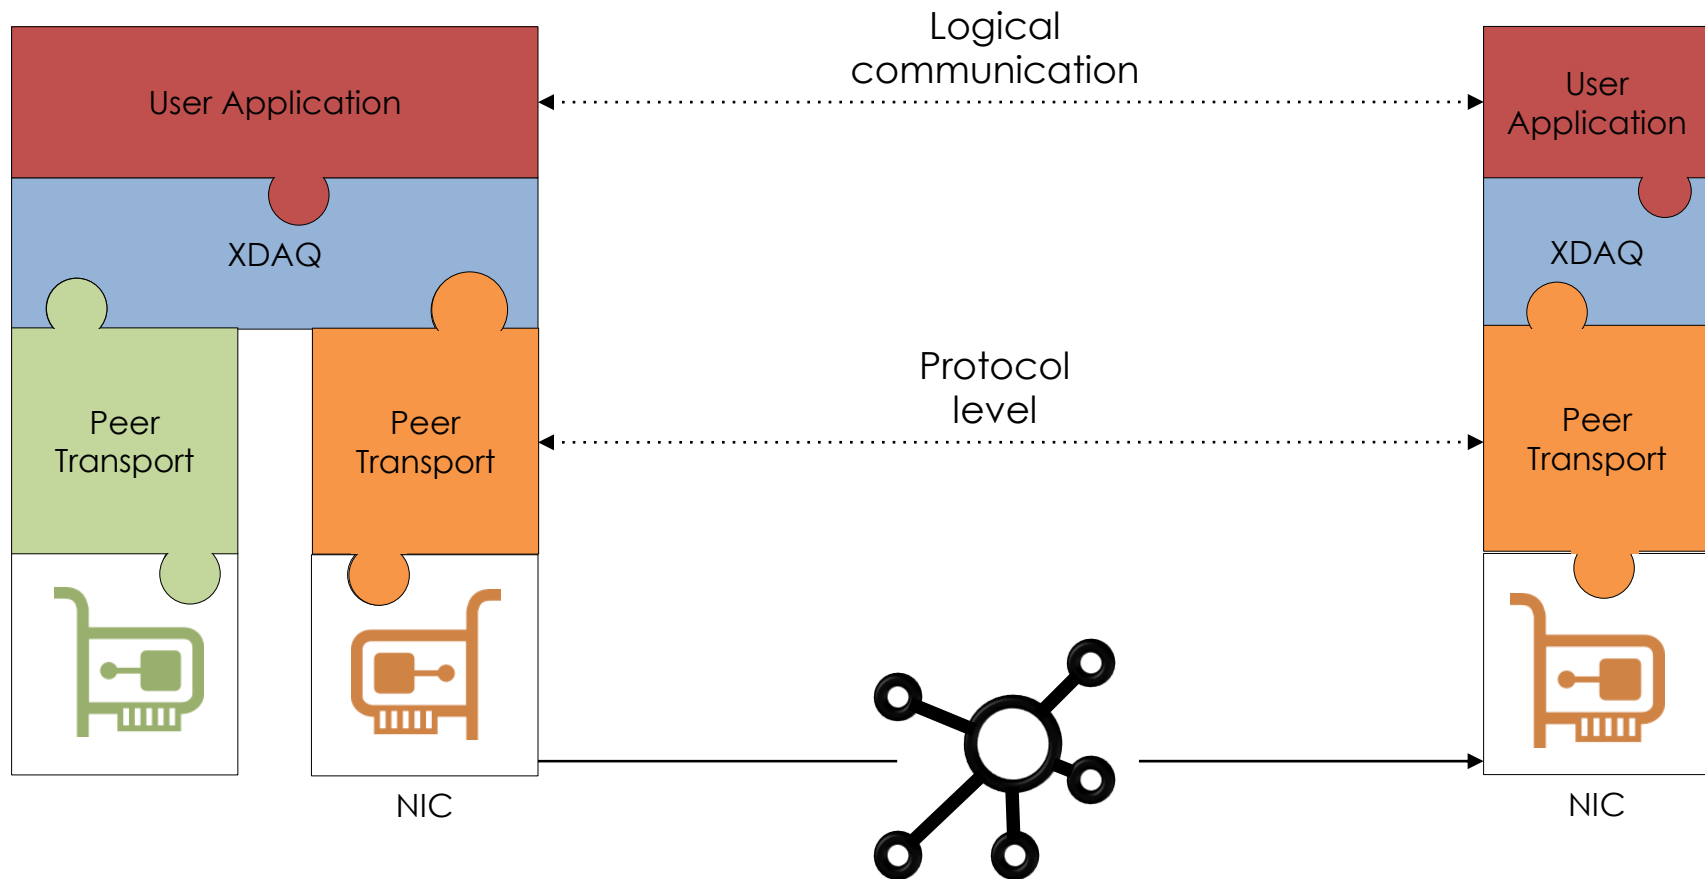 Logical
communication
User Application
User
Application
XDAQ
XDAQ
Protocol
level
Peer
Transport
Peer
Transport
Peer
Transport
NIC
NIC